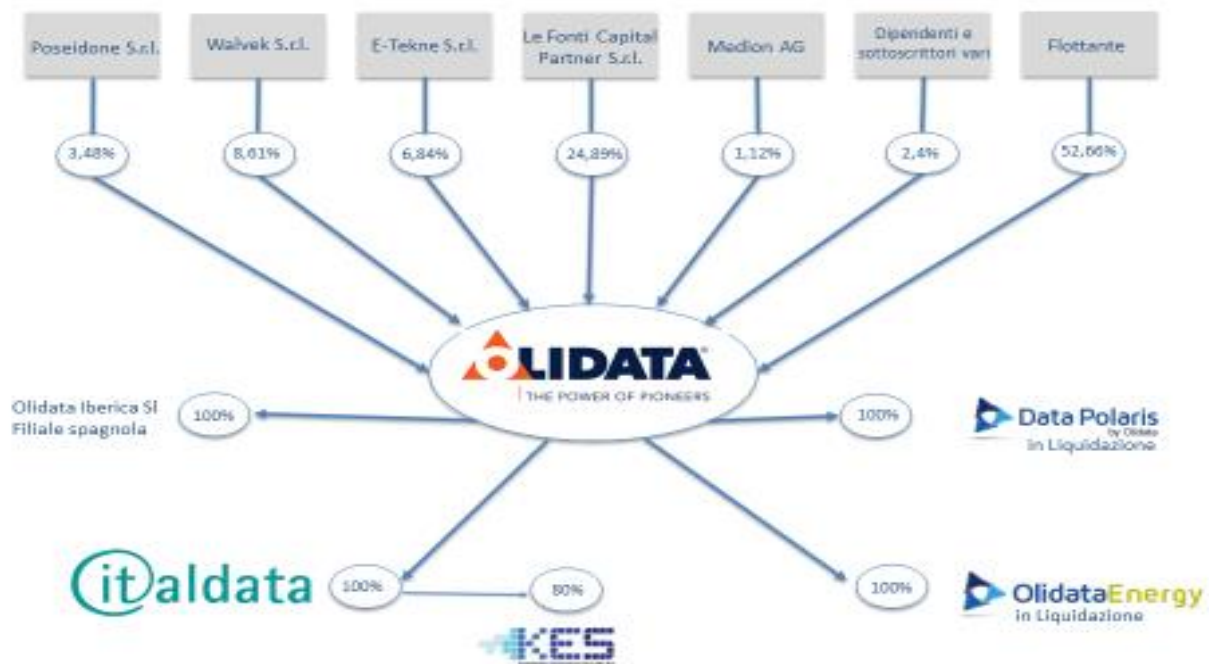 Poseidone S.r.l.
Walvek S.r.l.
E-Tekne S.r.l.
Le Fonti Capital
Partner S.r.l.
Medion AG
Dipendenti e
sottoscrittori vari
Flottante
3,48%
8,61%
6,84%
24,89%
1,12%
2,4%
52,66%
OLIDATA
THE POWER OF PIONEERS
Olidata Iberica Sl
Filiale spagnola
100%
100%
Data Polaris
by Olidata
in Liquidazione
italdata
100%
80%
KES
100%
OlidataEnergy
in Liquidazione